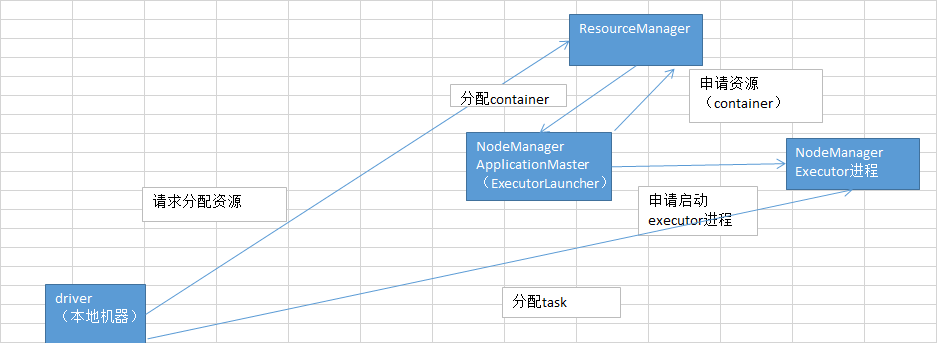 ResourceManager
分配container
申请资源
（container）
NodeManager
ApplicationMaster
（ExecutorLauncher）
NodeManager
Executor进程
请求分配资源
申请启动
executor进程
driver
（本地机器）
分配task